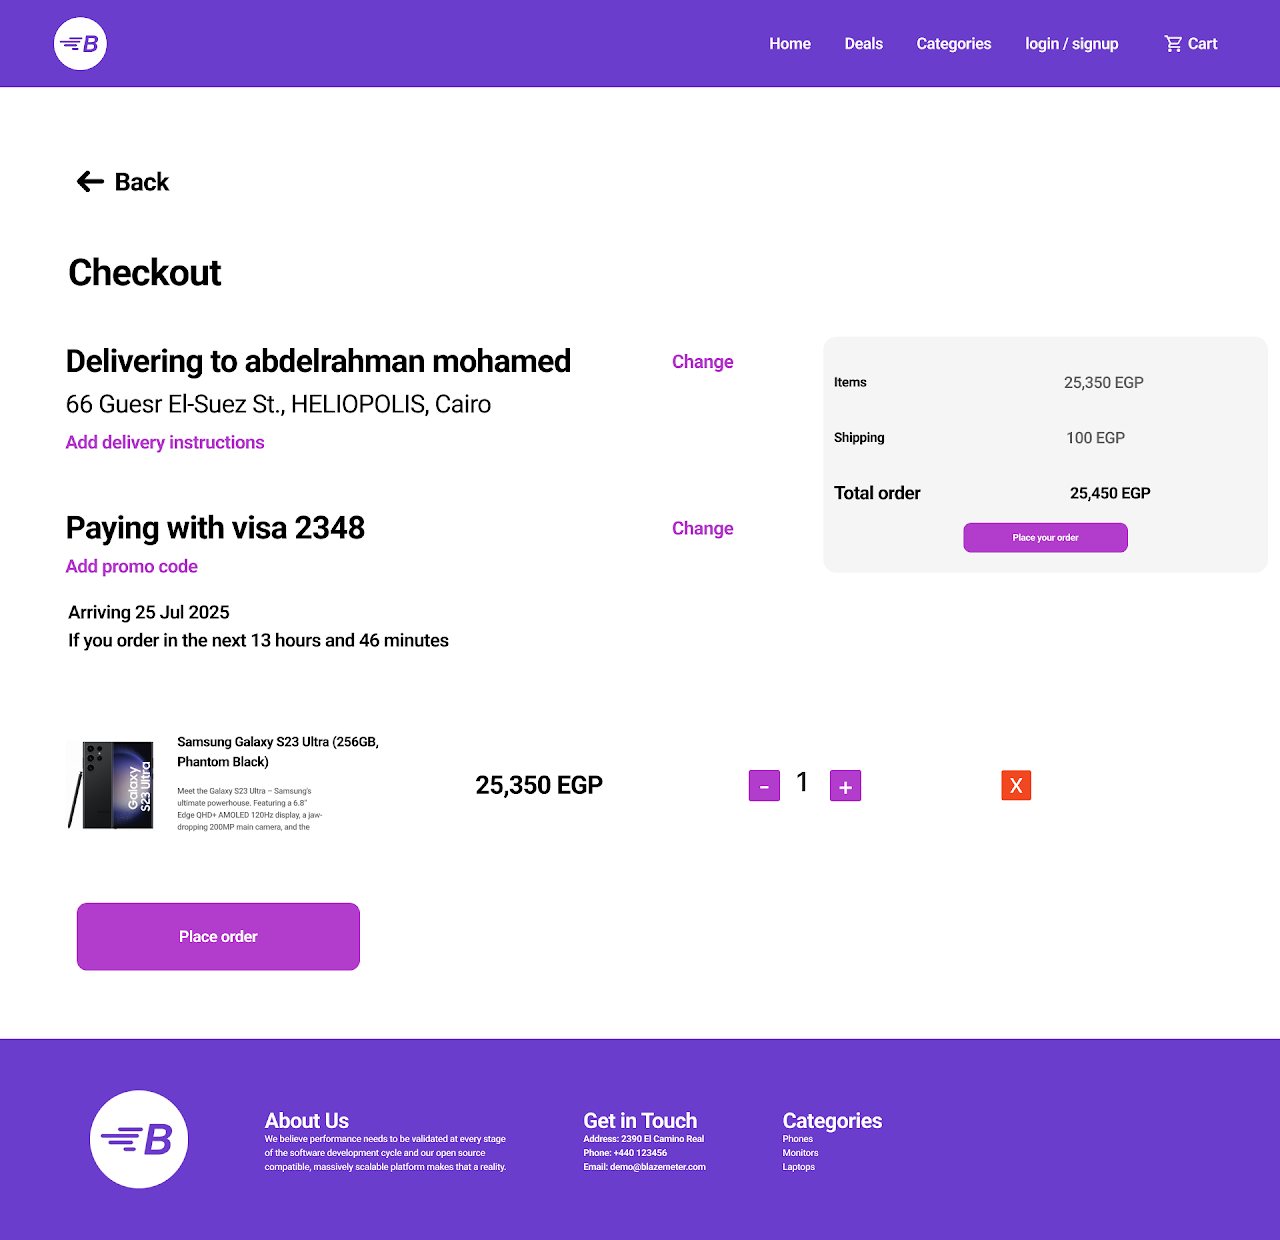 B
Home
Deals
Categories
login / signup
Cart
Back
Checkout
Delivering to abdelrahman mohamed
Change
66 Guesr El-Suez St., HELIOPOLIS, Cairo
Add delivery instructions
Paying with visa 2348
Change
Add promo code
Arriving 25 Jul 2025
If you order in the next 13 hours and 46 minutes
Items
25,350 EGP
Shipping
100 EGP
Total order
25,450 EGP
Place your order
Galaxy
S23 Ultra
Samsung Galaxy S23 Ultra (256GB,
Phantom Black)
Meet the Galaxy S23 Ultra – Samsung's
ultimate powerhouse. Featuring a 6.8"
Edge QHD+ AMOLED 120Hz display, a jaw-
dropping 200MP main camera, and the
25,350 EGP
-
1
+
X
Place order
B
About Us
We believe performance needs to be validated at every stage
of the software development cycle and our open source
compatible, massively scalable platform makes that a reality.
Get in Touch
Address: 2390 El Camino Real
Phone: +440 123456
Email: demo@blazemeter.com
Categories
Phones
Monitors
Laptops